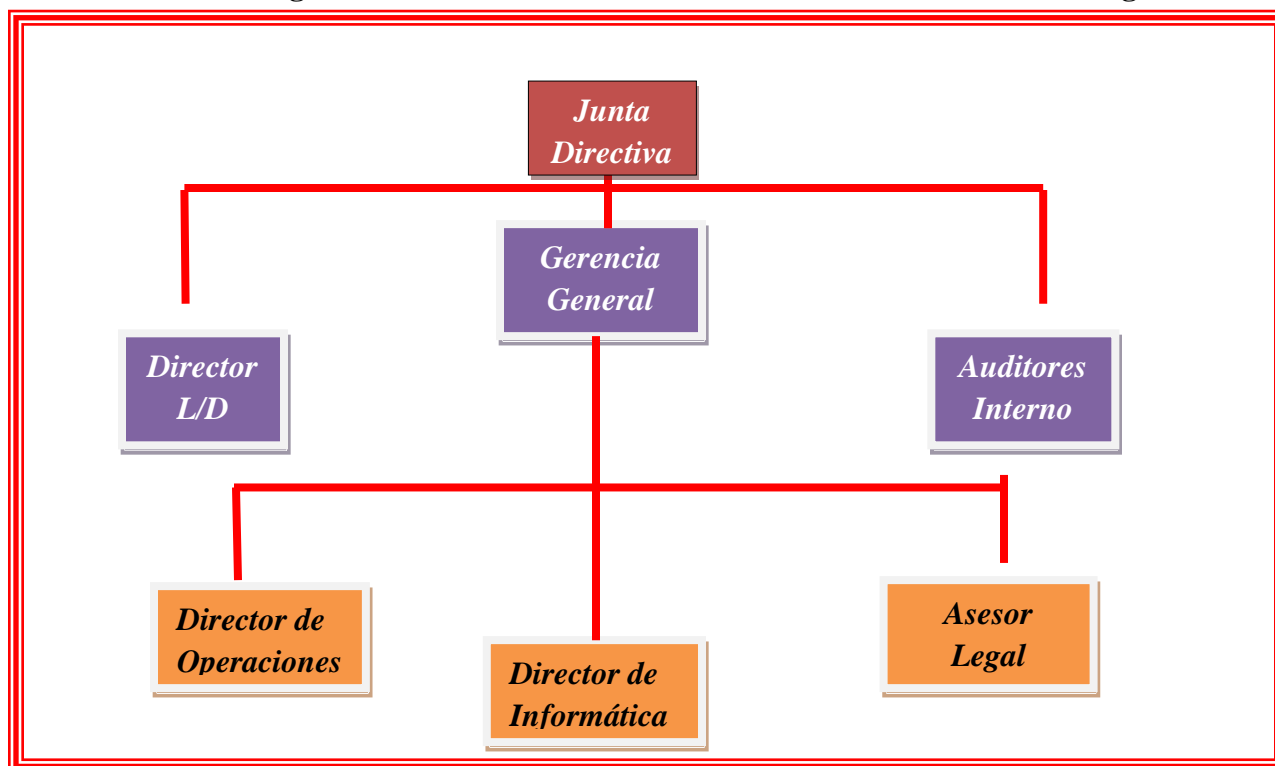 Junta
Directiva
Gerencia
General
Director
L/D
Auditores
Interno
Director de
Operaciones
Asesor
Legal
Director de
Informática